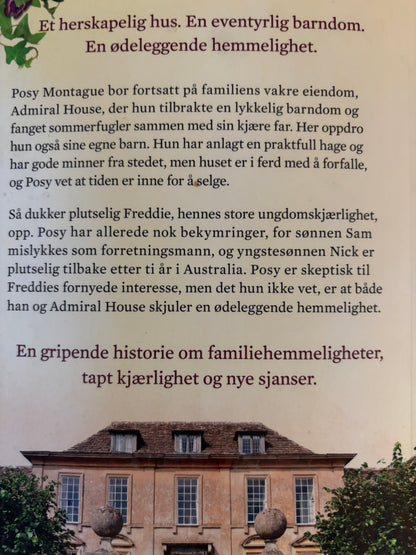 Et herskapelig hus. En eventyrlig barndom.
En ødeleggende hemmelighet.
Posy Montague bor fortsatt på familiens vakre eiendom,
Admiral House, der hun tilbrakte en lykkelig barndom og
fanget sommerfugler sammen med sin kjære far. Her oppdro
hun også sine egne barn. Hun har anlagt en praktfull hage og
har gode minner fra stedet, men huset er i ferd med å forfalle,
og Posy vet at tiden er inne for å selge.
Så dukker plutselig Freddie, hennes store ungdomskjærlighet,
opp. Posy har allerede nok bekymringer, for sønnen Sam
mislykkes som forretningsmann, og yngstesønnen Nick er
plutselig tilbake etter ti år i Australia. Posy er skeptisk til
Freddies fornyede interesse, men det hun ikke vet, er at både
han og Admiral House skjuler en ødeleggende hemmelighet.
En gripende historie om familiehemmeligheter,
tapt kjærlighet og nye sjanser.